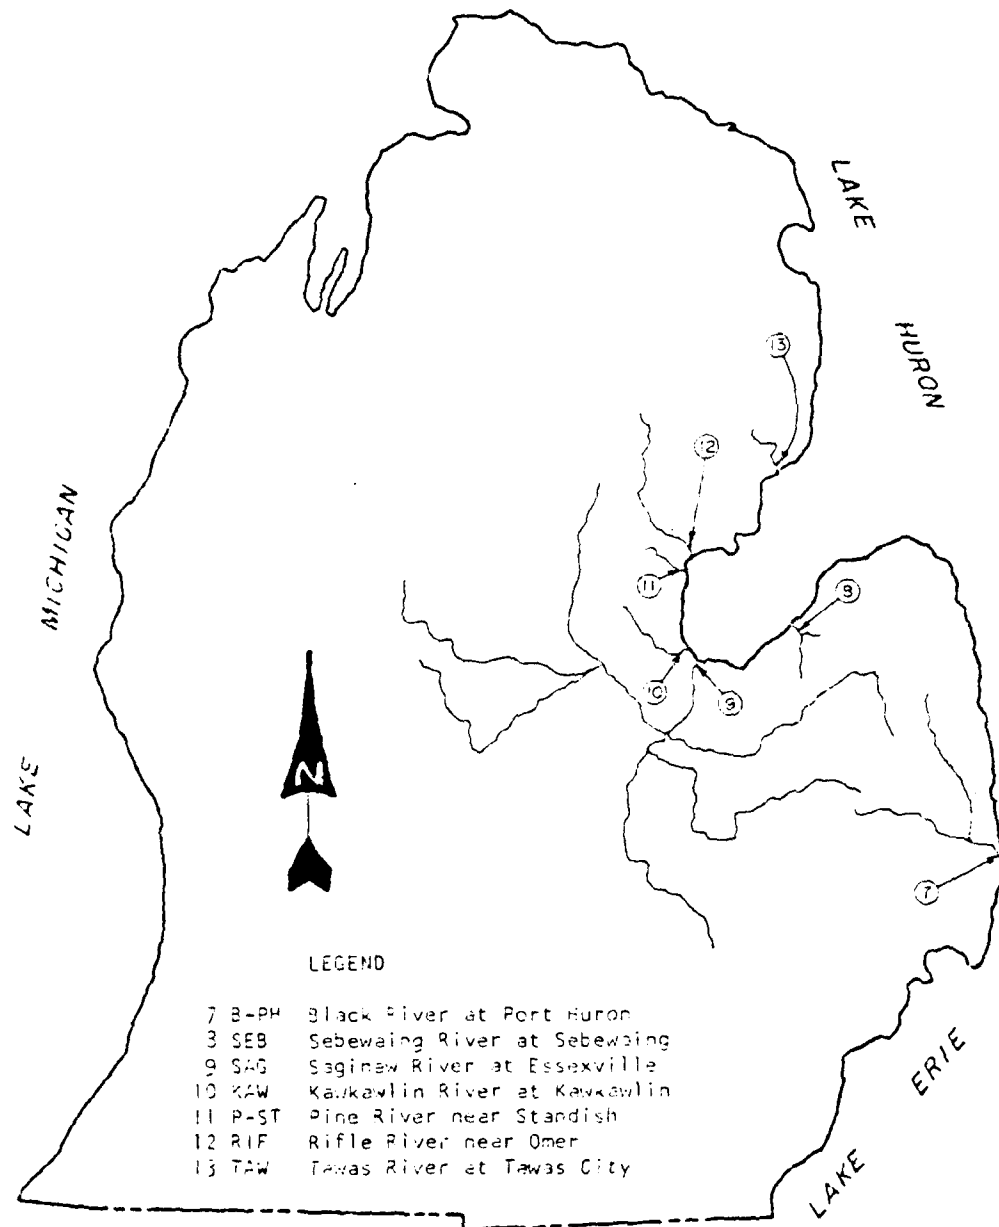 LAKE
HURON
13
12
MICHIGAN
11
8
10
9
N
LAKE
7
LEGEND
7 B-PH Black River at Port Huron
8 SEB Sebewaing River at Sebewaing
9 SAG Saginaw River at Essexville
10 KAW Kawkawlin River at Kawkawlin
11 P-ST Pine River near Standish
12 RIF Rifle River near Omer
13 TAW Tawas River at Tawas City
ERIE
LAKE